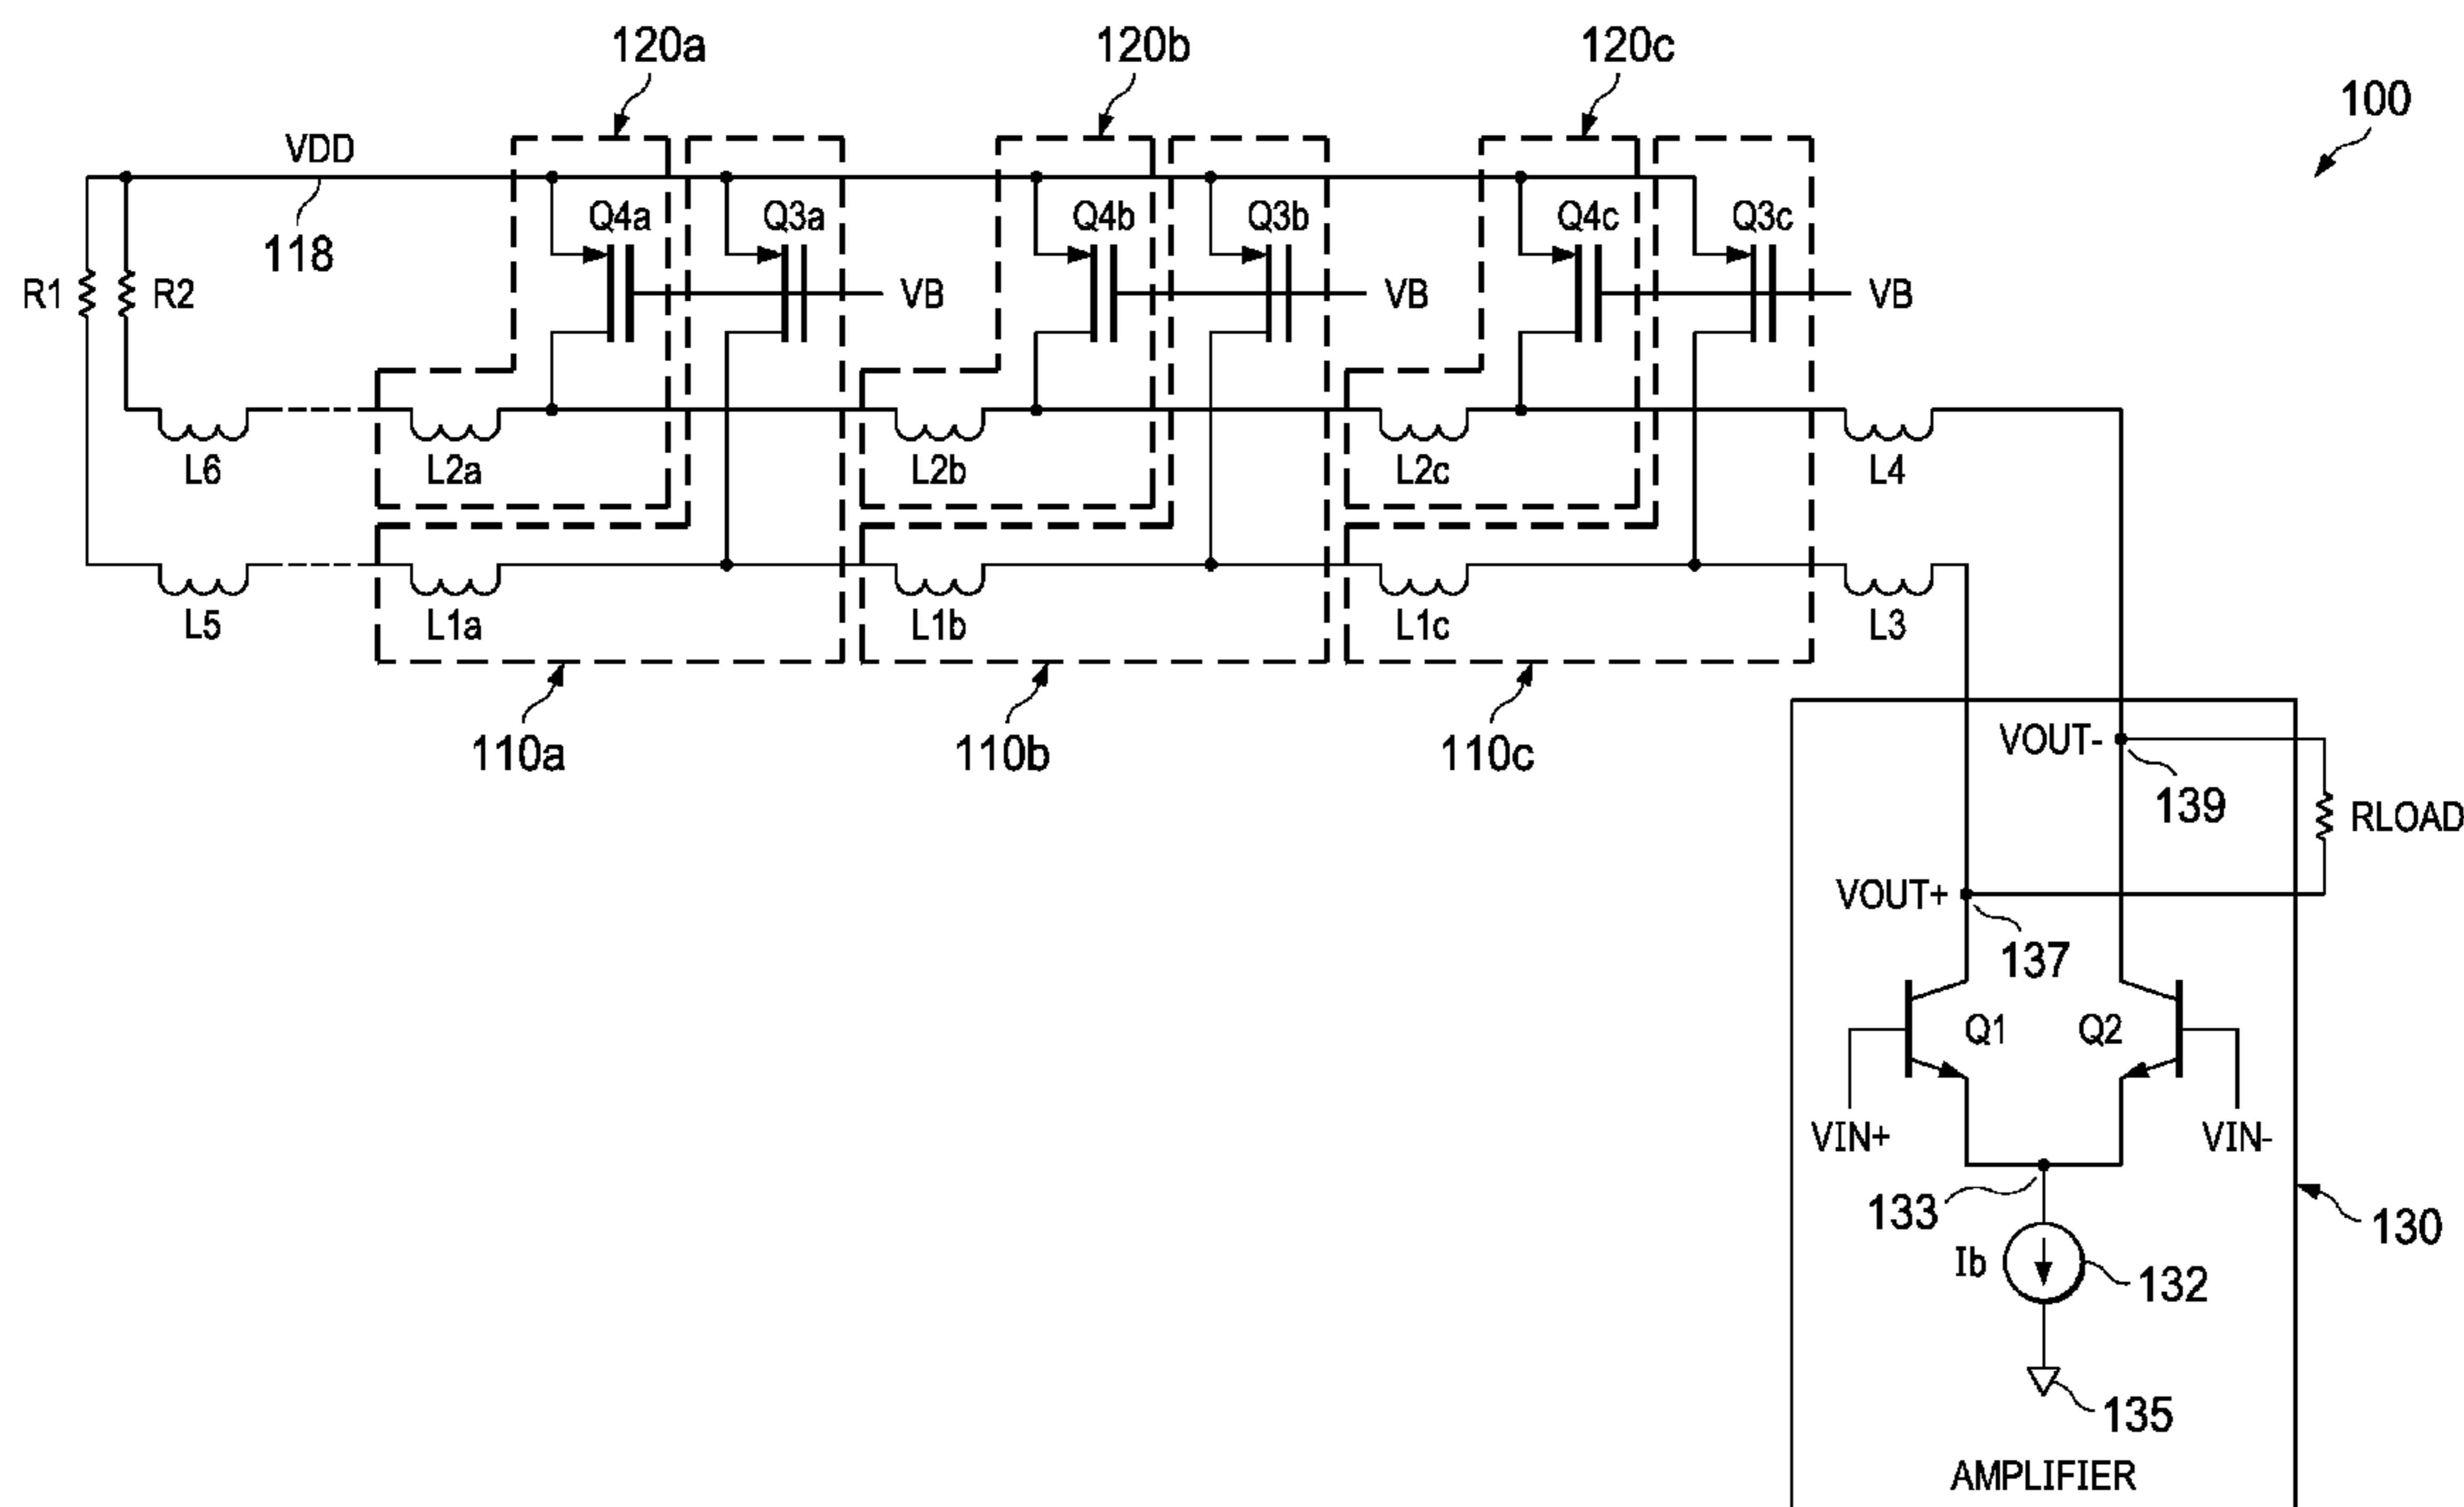 120a 120b 120c
100
VDD
Q4a Q3a Q4b Q3b Q4c Q3c
118
R1 R2 VB VB VB
L6 L2a L2b L2c L4
L5 L1a L1b L1c L3
110a 110b 110c
VOUT-
139 RLOAD
VOUT+
137
Q1 Q2
VIN+ VIN-
133
130
Ib 132
135
AMPLIFIER